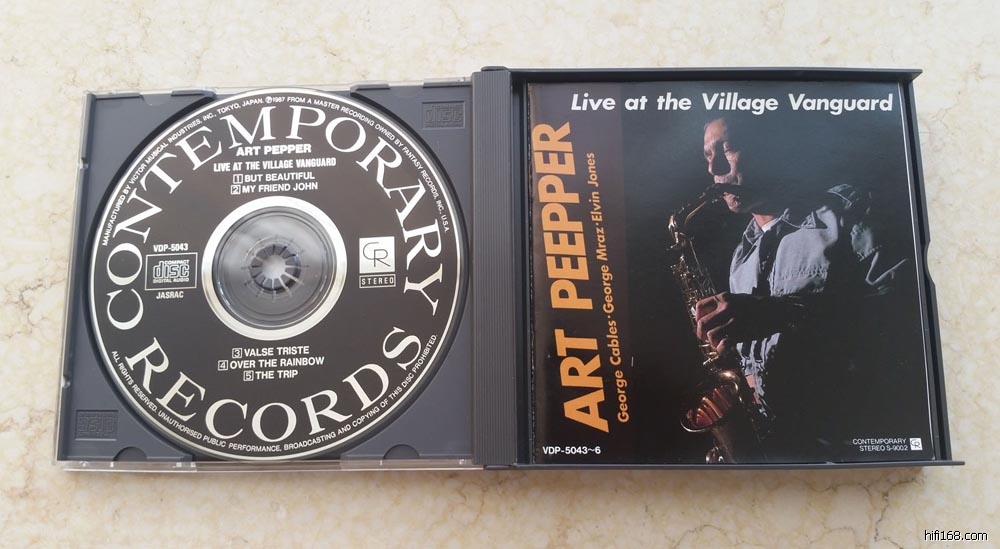 MANUFACTURED BY VICTOR MUSICAL INDUSTRIES, INC., TOKYO, JAPAN. ℗1987 FROM A MASTER RECORDING OWNED BY FANTASY RECORDS, INC., U.S.A.
CONTEMPORARY
ART PEPPER
LIVE AT THE VILLAGE VANGUARD
1 BUT BEAUTIFUL
2 MY FRIEND JOHN
VDP-5043
COMPACT
disc
DIGITAL AUDIO
JASRAC
CR
STEREO
3 VALSE TRISTE
4 OVER THE RAINBOW
5 THE TRIP
RECORDS
ALL RIGHTS RESERVED. UNAUTHORISED PUBLIC PERFORMANCE, BROADCASTING AND COPYING OF THIS DISC PROHIBITED.
Live at the Village Vanguard
ART PEPPER
George Cables·George Mraz·Elvin Jones
VDP-5043~6
CONTEMPORARY
STEREO S-9002
CR
hifi168.com